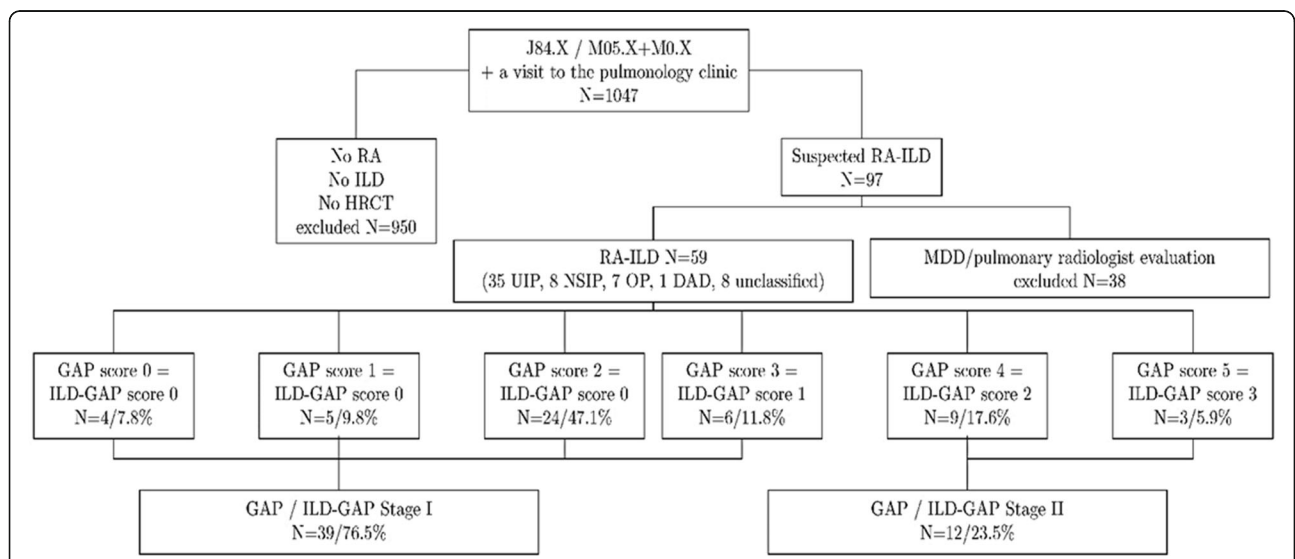 J84.X / M05.X+M0.X
+ a visit to the pulmonology clinic
N=1047
No RA
No ILD
No HRCT
excluded N=950
Suspected RA-ILD
N=97
RA-ILD N=59
(35 UIP, 8 NSIP, 7 OP, 1 DAD, 8 unclassified)
MDD/pulmonary radiologist evaluation
excluded N=38
GAP score 0 =
ILD-GAP score 0
N=4/7.8%
GAP score 1 =
ILD-GAP score 0
N=5/9.8%
GAP score 2 =
ILD-GAP score 0
N=24/47.1%
GAP score 3 =
ILD-GAP score 1
N=6/11.8%
GAP score 4 =
ILD-GAP score 2
N=9/17.6%
GAP score 5 =
ILD-GAP score 3
N=3/5.9%
GAP / ILD-GAP Stage I
N=39/76.5%
GAP / ILD-GAP Stage II
N=12/23.5%